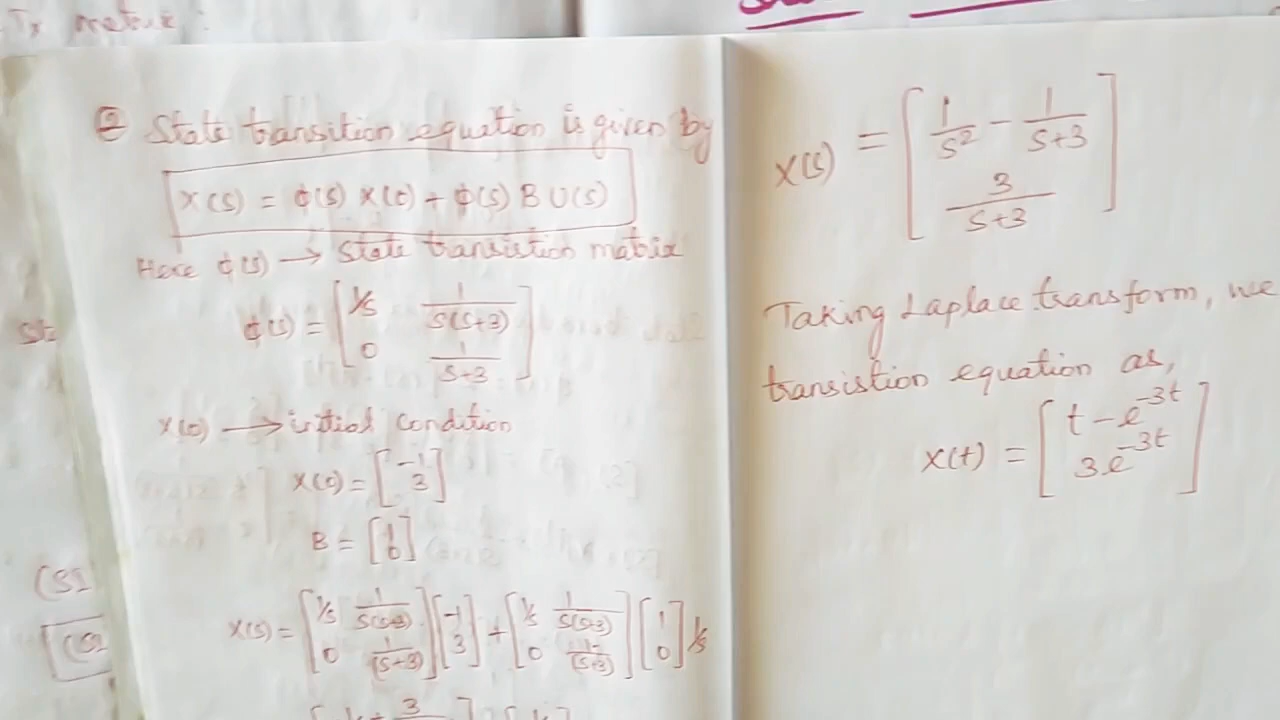 Tx matrix :
② State transition equation is given by
X(s) = ϕ(s) X(0) + ϕ(s) B U(s)
Here ϕ(s) → State transistion matrix
ϕ(s) = [1/s 1/(s(s+3))
0 1/(s+3)]
X(0) → initial condition
X(0) = [-1
3]
B = [1
0]
X(s) = [1/s 1/(s(s+3)) ; 0 1/(s+3)] [-1 ; 3] + [1/s 1/(s(s+3)) ; 0 1/(s+3)] [1 ; 0] 1/s
X(s) = [1/s² - 1/(s+3)
3/(s+3)]
Taking Laplace transform, we
transistion equation as,
X(t) = [t - e^-3t
3e^-3t]